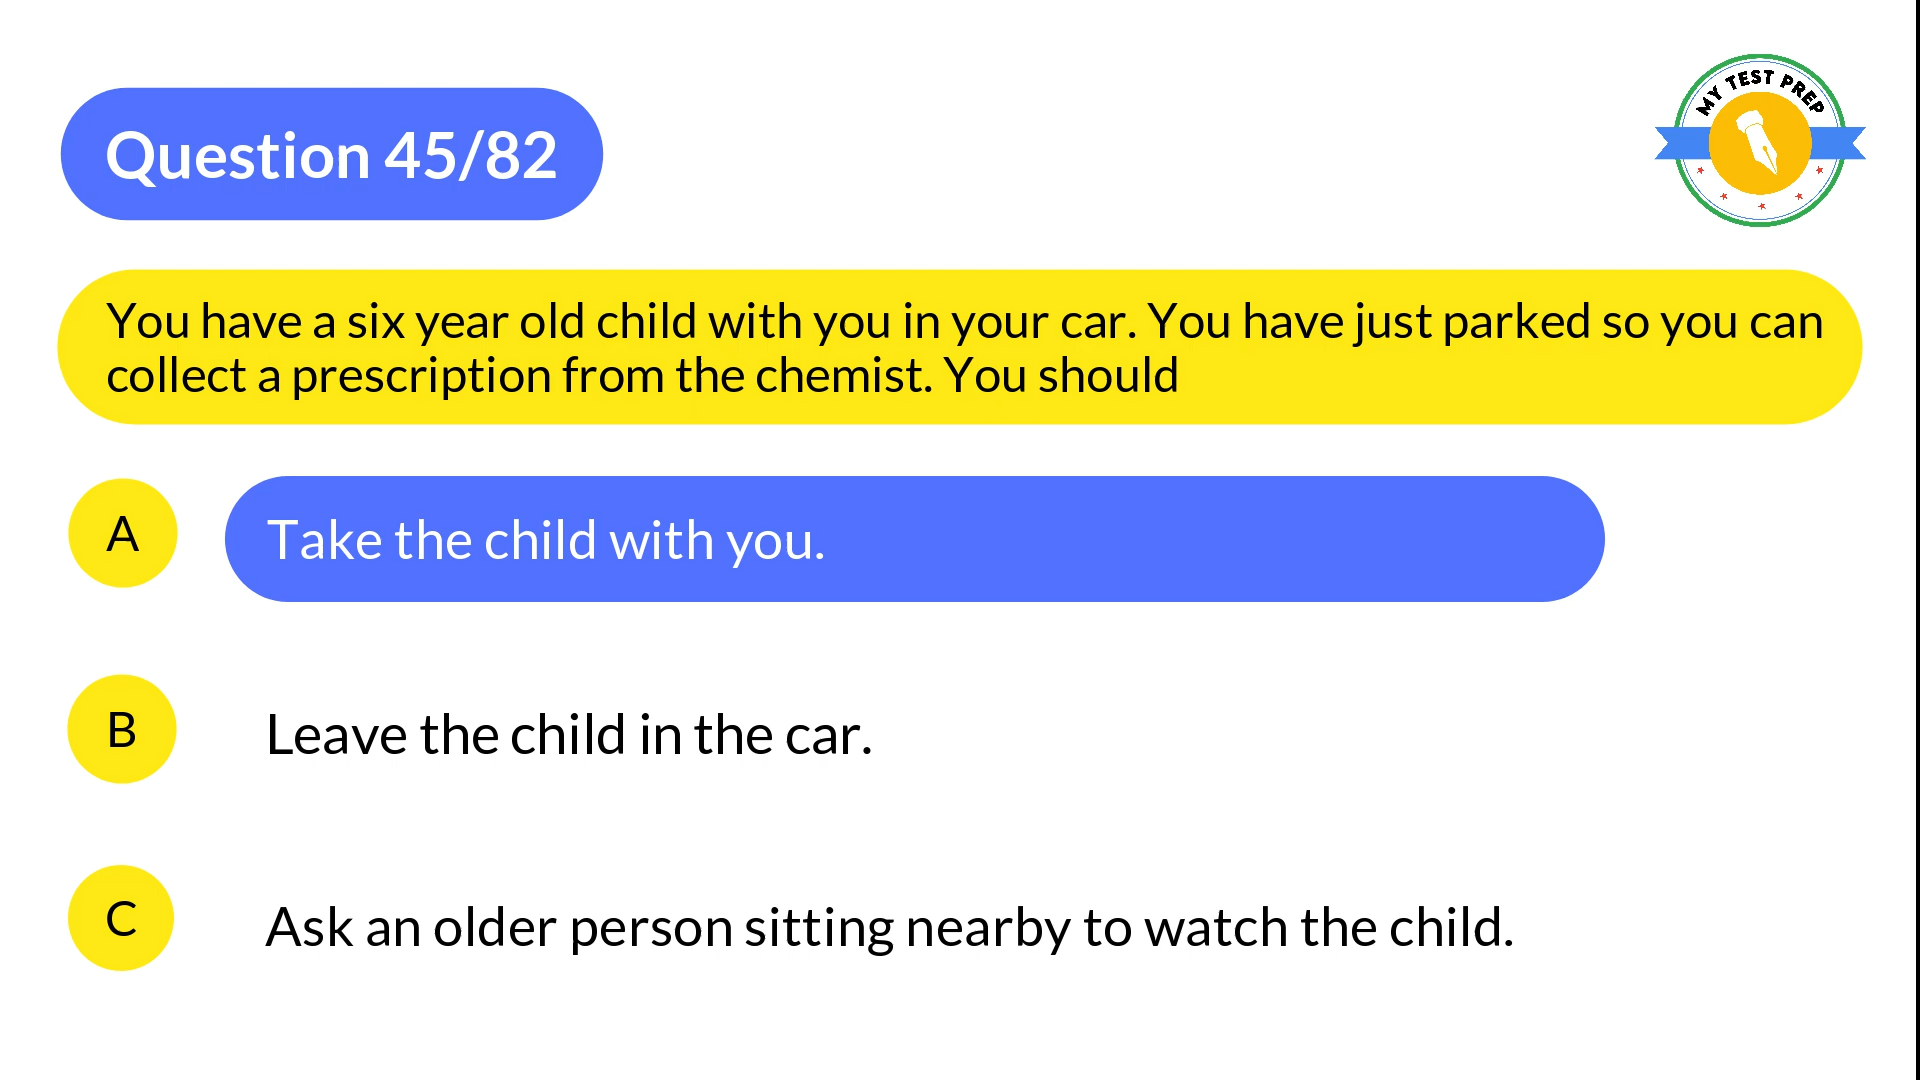 MY TEST PREP
Question 45/82
You have a six year old child with you in your car. You have just parked so you can
collect a prescription from the chemist. You should
A
Take the child with you.
B
Leave the child in the car.
C
Ask an older person sitting nearby to watch the child.